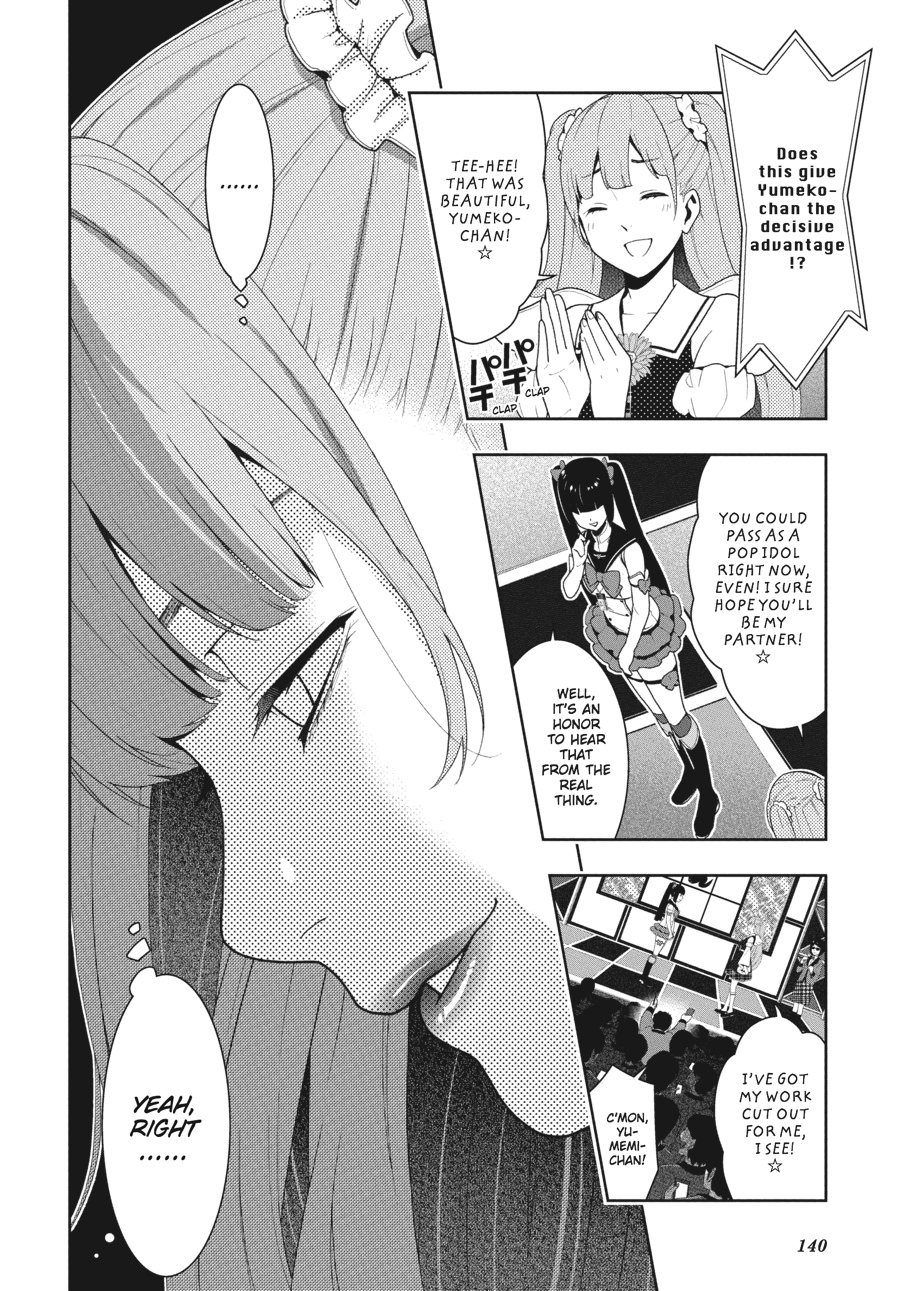 Does
this give
Yumeko-
chan the
decisive
advantage
!?
TEE-HEE!
THAT WAS
BEAUTIFUL,
YUMEKO-
CHAN!
☆
パチ
パチ
CLAP
CLAP
YOU COULD
PASS AS A
POP IDOL
RIGHT NOW,
EVEN! I SURE
HOPE YOU'LL
BE MY
PARTNER!
☆
WELL,
IT'S AN
HONOR
TO HEAR
THAT
FROM THE
REAL
THING.
I'VE GOT
MY WORK
CUT OUT
FOR ME,
I SEE!
☆
C'MON,
YU-
MEMI-
CHAN!
......
YEAH,
RIGHT
......
140